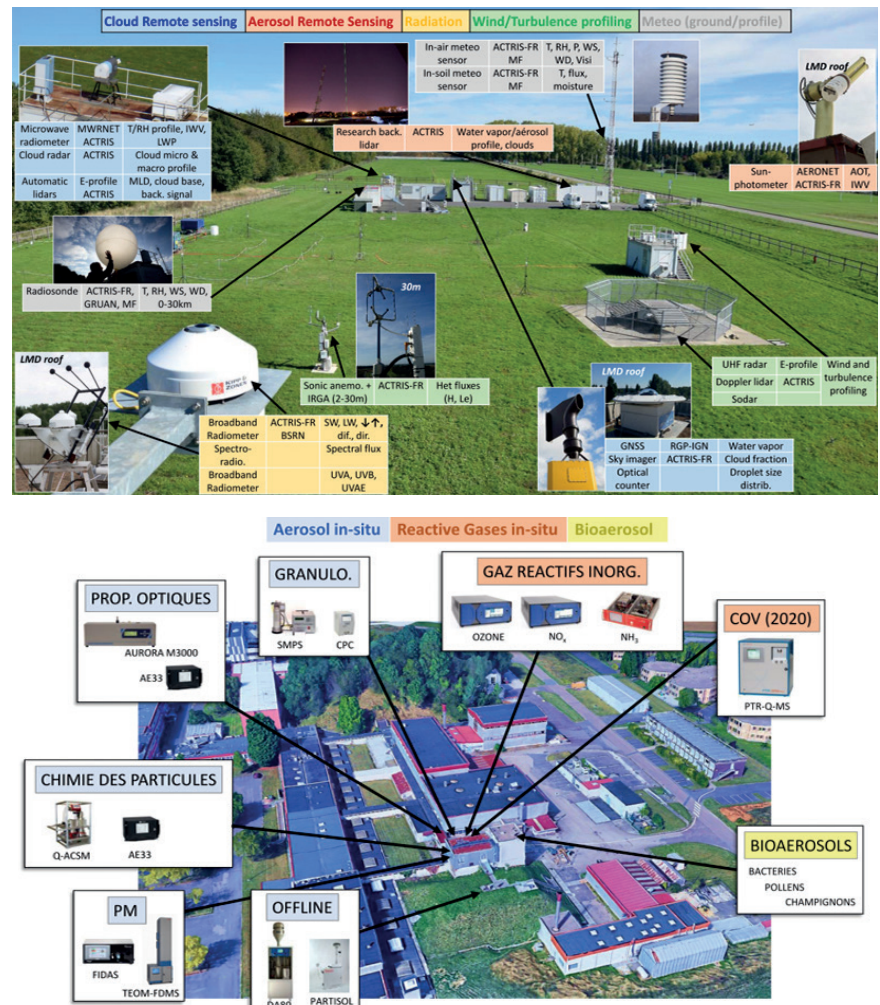 Cloud Remote sensing Aerosol Remote Sensing Radiation Wind/Turbulence profiling Meteo (ground/profile)
In-air meteo sensor ACTRIS-FR MF T, RH, P, WS, WD, Visi
In-soil meteo sensor ACTRIS-FR MF T, flux, moisture
LMD roof
Microwave radiometer MWRNET ACTRIS T/RH profile, IWV, LWP
Cloud radar ACTRIS Cloud micro & macro profile
Automatic lidars E-profile ACTRIS MLD, cloud base, back. signal
Research back. lidar ACTRIS Water vapor/aérosol profile, clouds
Sun-photometer AERONET ACTRIS-FR AOT, IWV
Radiosonde ACTRIS-FR, GRUAN, MF T, RH, WS, WD, 0-30km
30m
LMD roof
KIPP & ZONEN
Sonic anemo. + IRGA (2-30m) ACTRIS-FR Het fluxes (H, Le)
UHF radar E-profile Wind and turbulence profiling
Doppler lidar ACTRIS
Sodar
LMD roof
Broadband Radiometer ACTRIS-FR BSRN SW, LW, ↓↑, dif., dir.
Spectro-radio. Spectral flux
Broadband Radiometer UVA, UVB, UVAE
GNSS RGP-IGN Water vapor
Sky imager ACTRIS-FR Cloud fraction
Optical counter Droplet size distrib.
Aerosol in-situ Reactive Gases in-situ Bioaerosol
GRANULO.
SMPS CPC
GAZ REACTIFS INORG.
OZONE NOx NH3
PROP. OPTIQUES
AURORA M3000
AE33
COV (2020)
PTR-Q-MS
CHIMIE DES PARTICULES
Q-ACSM AE33
BIOAEROSOLS
BACTERIES
POLLENS
CHAMPIGNONS
PM
FIDAS
TEOM-FDMS
OFFLINE
DA80 PARTISOL